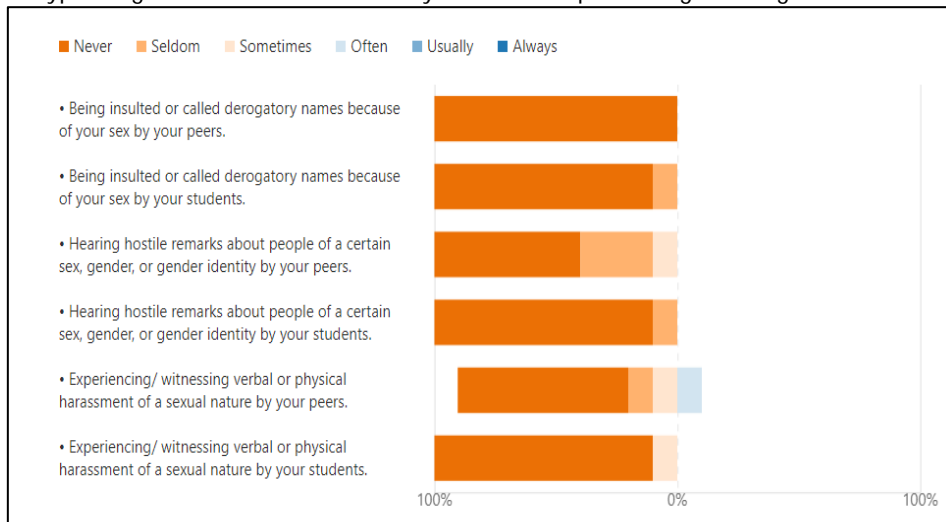 Never Seldom Sometimes Often Usually Always
• Being insulted or called derogatory names because
of your sex by your peers.
• Being insulted or called derogatory names because
of your sex by your students.
• Hearing hostile remarks about people of a certain
sex, gender, or gender identity by your peers.
• Hearing hostile remarks about people of a certain
sex, gender, or gender identity by your students.
• Experiencing/ witnessing verbal or physical
harassment of a sexual nature by your peers.
• Experiencing/ witnessing verbal or physical
harassment of a sexual nature by your students.
100% 0% 100%